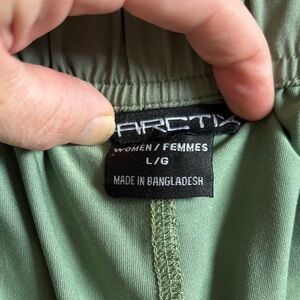 ARCTIX
WOMEN / FEMMES
L/G
MADE IN BANGLADESH